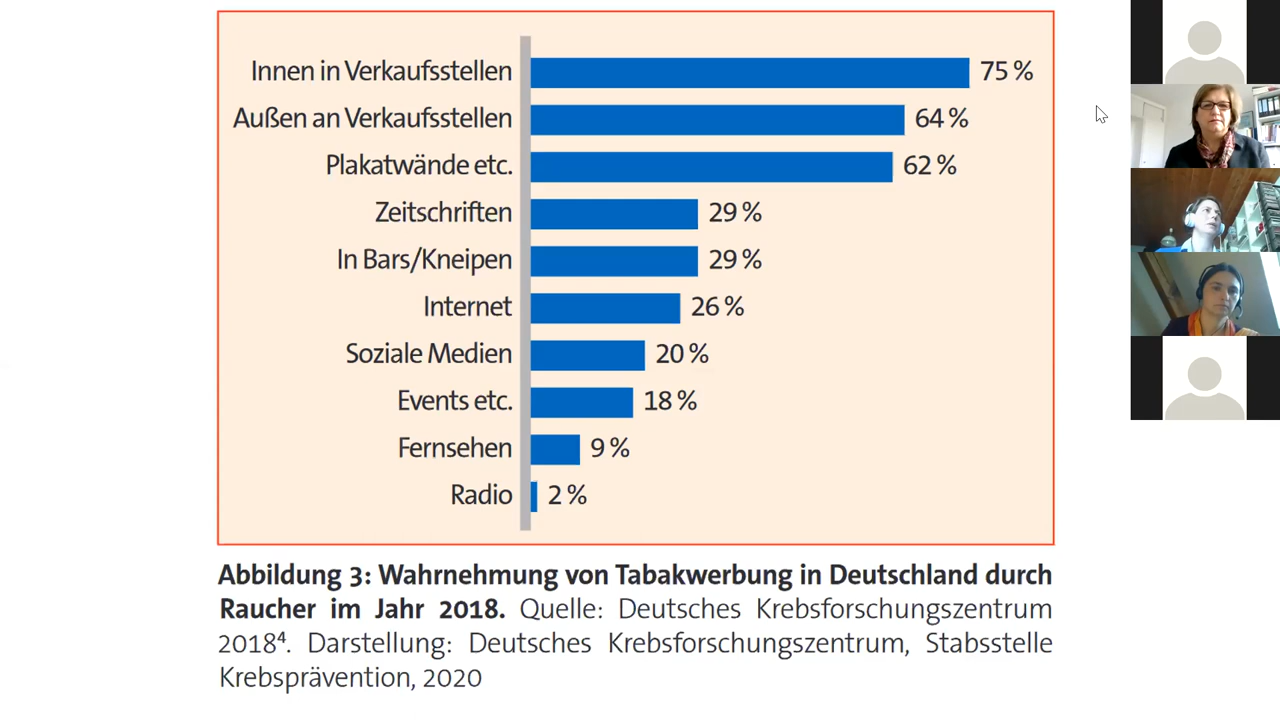 Innen in Verkaufsstellen 75 %
Außen an Verkaufsstellen 64 %
Plakatwände etc. 62 %
Zeitschriften 29 %
In Bars/Kneipen 29 %
Internet 26 %
Soziale Medien 20 %
Events etc. 18 %
Fernsehen 9 %
Radio 2 %
Abbildung 3: Wahrnehmung von Tabakwerbung in Deutschland durch
Raucher im Jahr 2018. Quelle: Deutsches Krebsforschungszentrum
2018⁴. Darstellung: Deutsches Krebsforschungszentrum, Stabsstelle
Krebsprävention, 2020